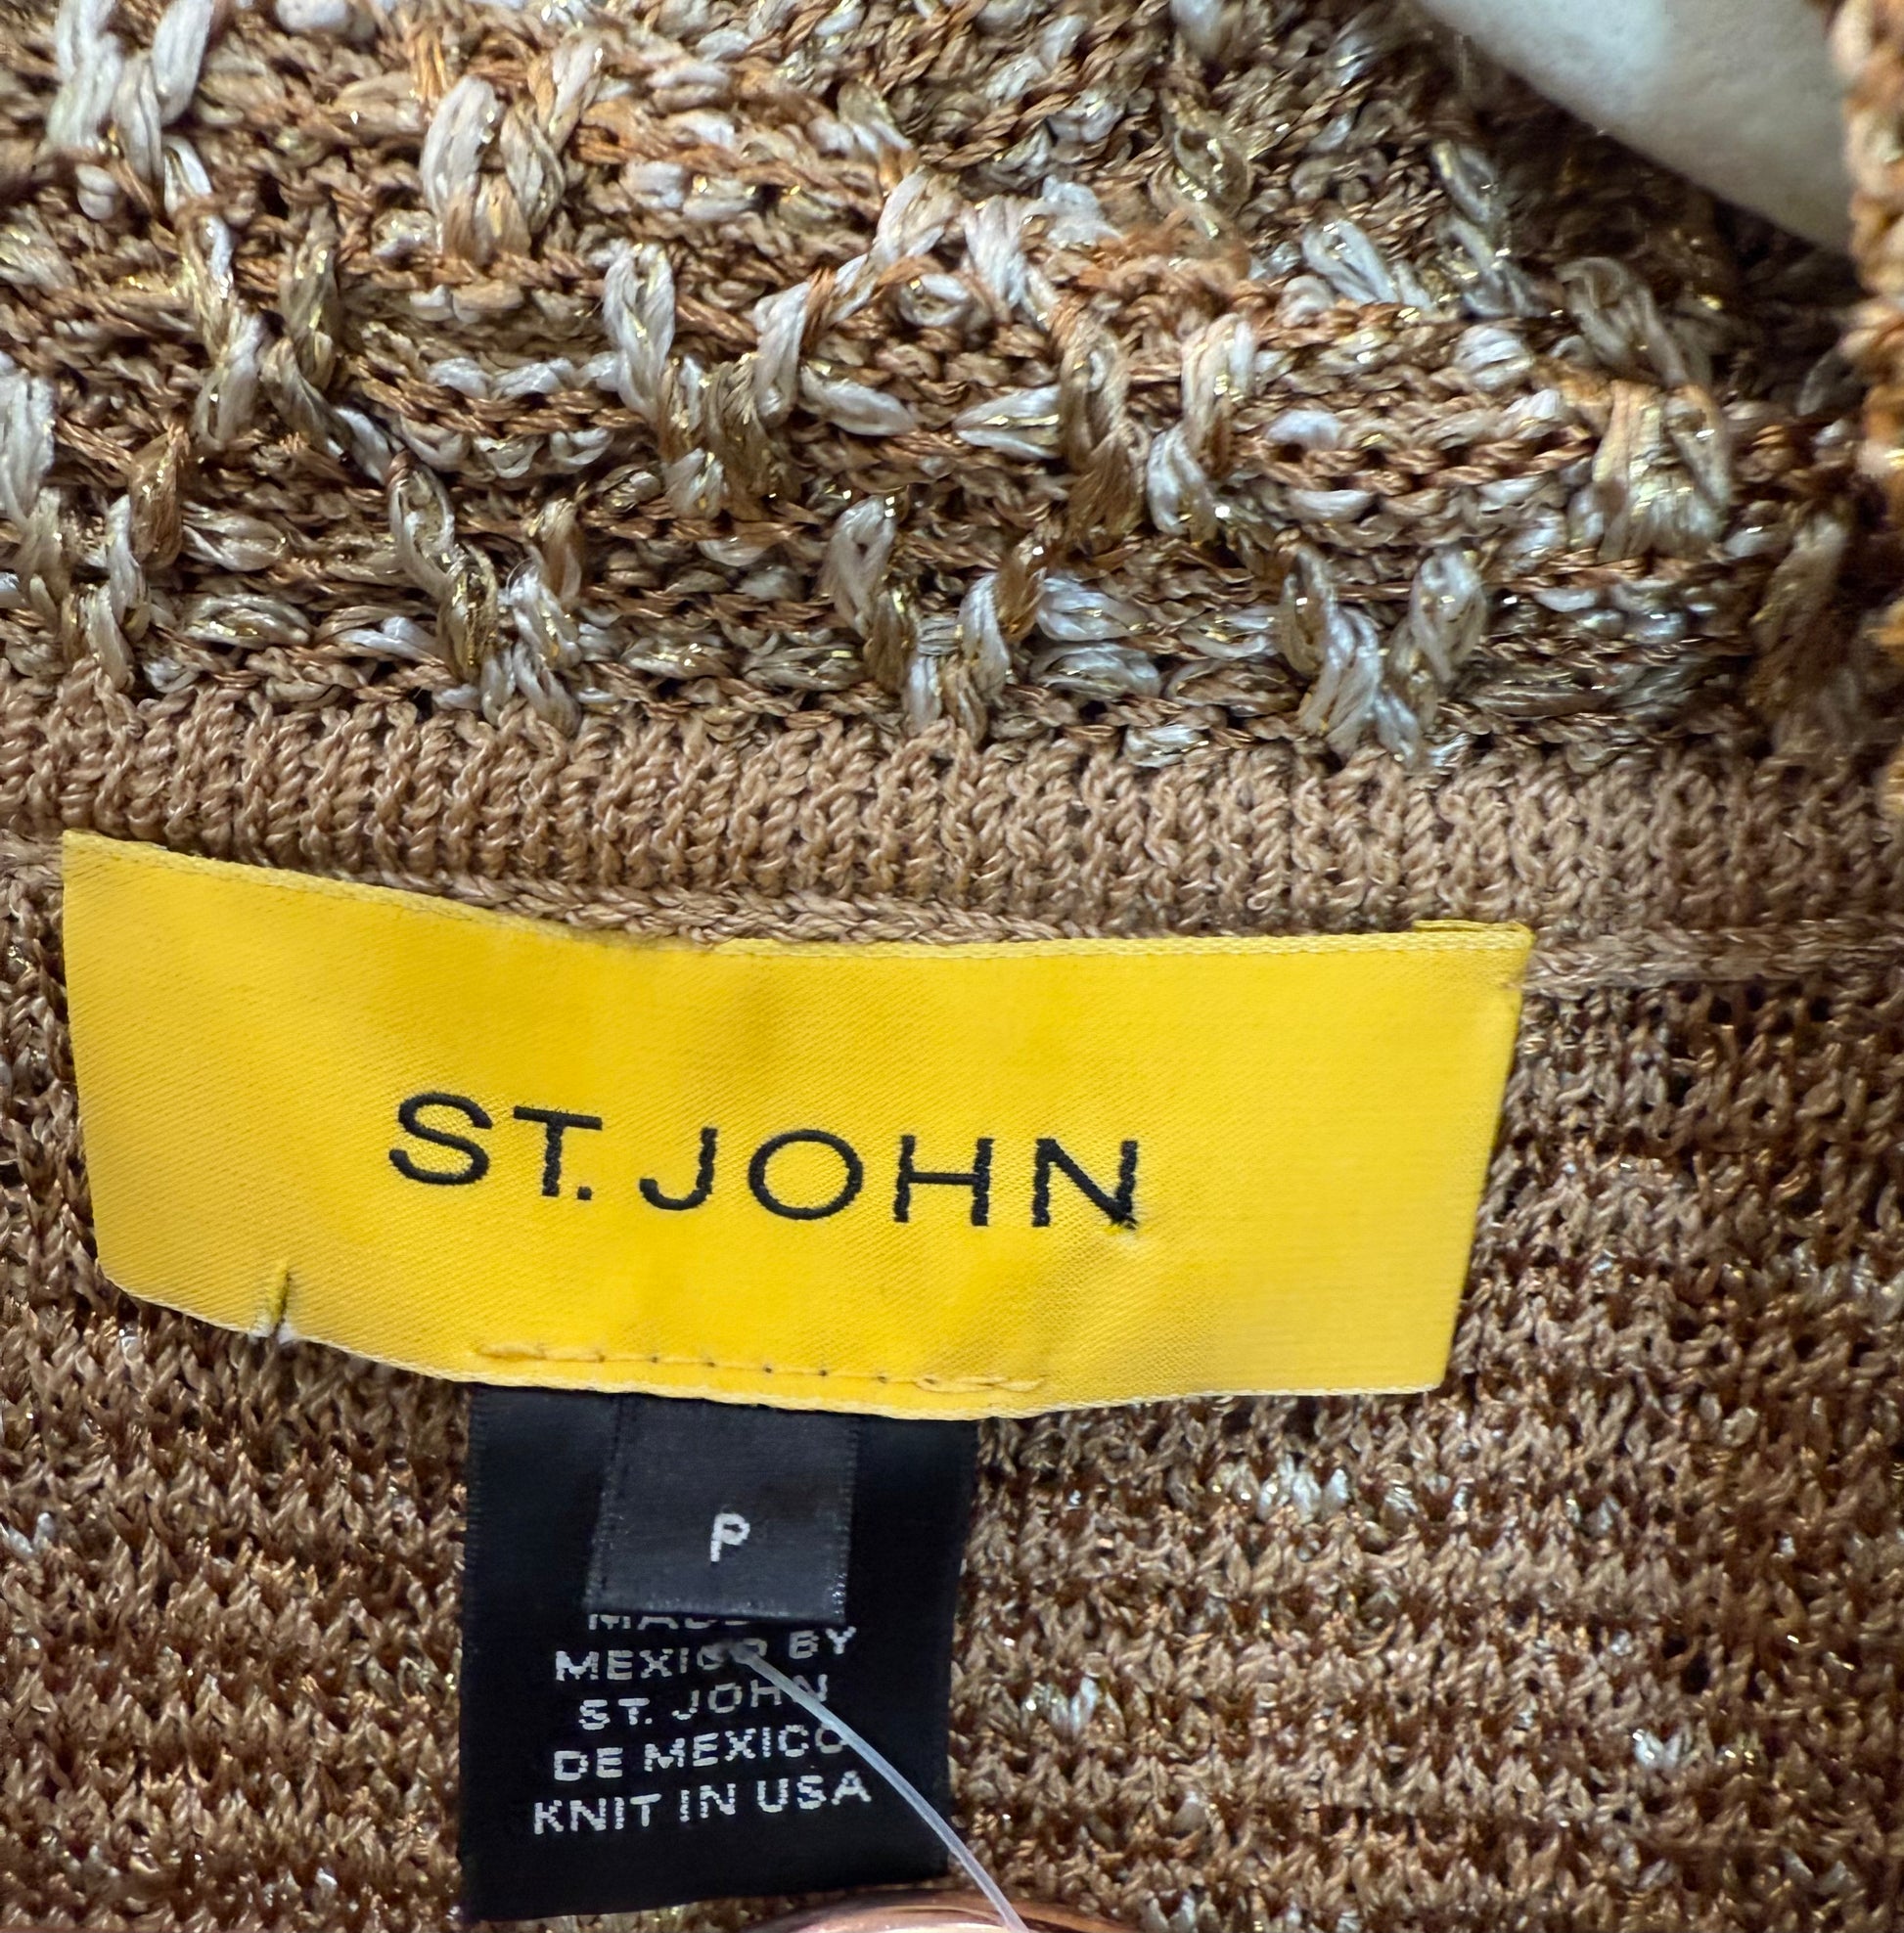 ST. JOHN
P
MEXICO BY
ST. JOHN
DE MEXICO
KNIT IN USA